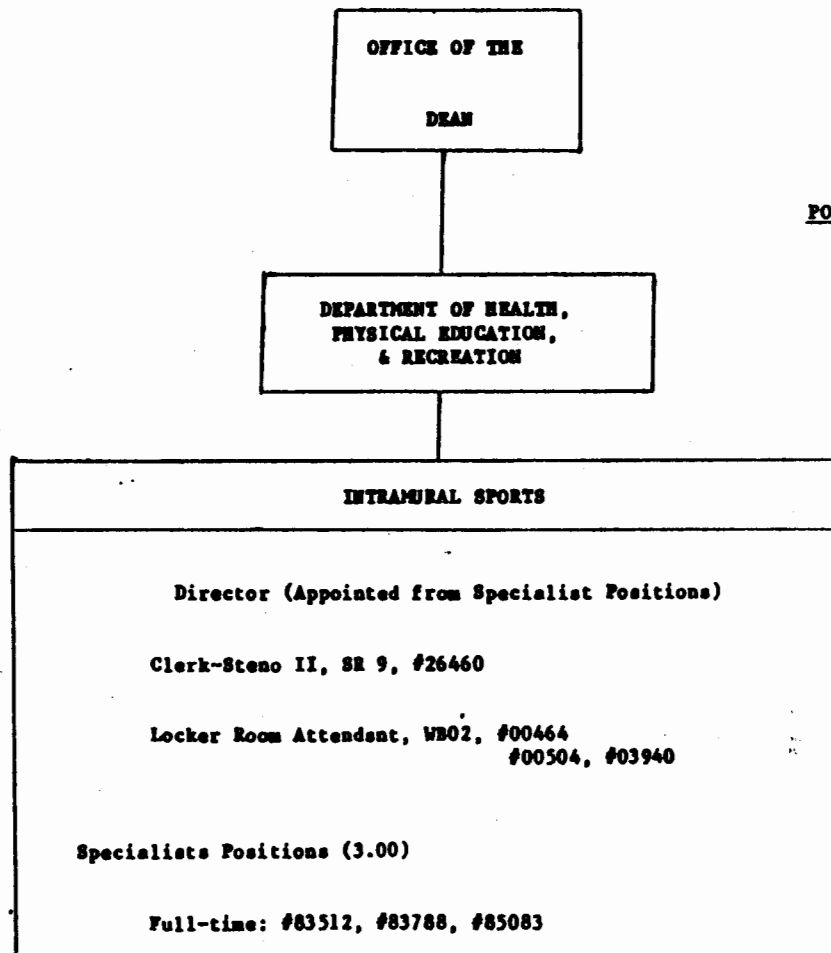 OFFICE OF THE
DEAN
PO
DEPARTMENT OF HEALTH,
PHYSICAL EDUCATION,
& RECREATION
INTRAMURAL SPORTS
Director (Appointed from Specialist Positions)
Clerk-Steno II, SR 9, #26460
Locker Room Attendant, WB02, #00464
#00504, #03940
Specialists Positions (3.00)
Full-time: #83512, #83788, #85083